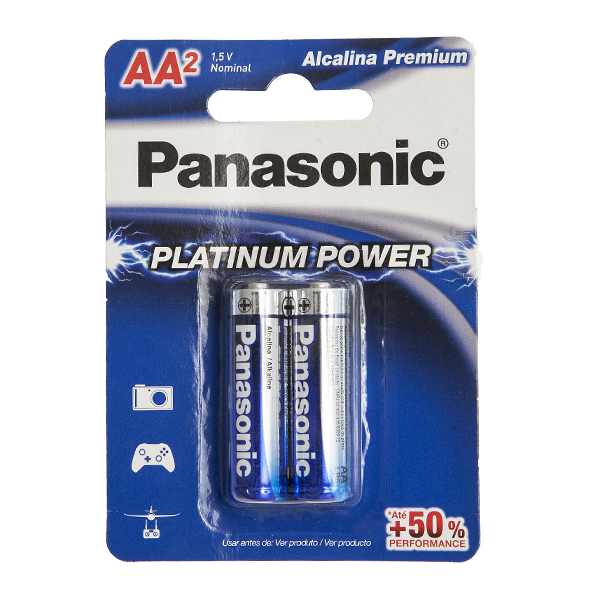 AA2
1,5 V
Nominal
Alcalina Premium
Panasonic®
PLATINUM POWER
Panasonic
Alcalina / Alkaline
Panasonic
AA
*Até
+50%
PERFORMANCE
Usar antes de: Ver produto / Ver producto